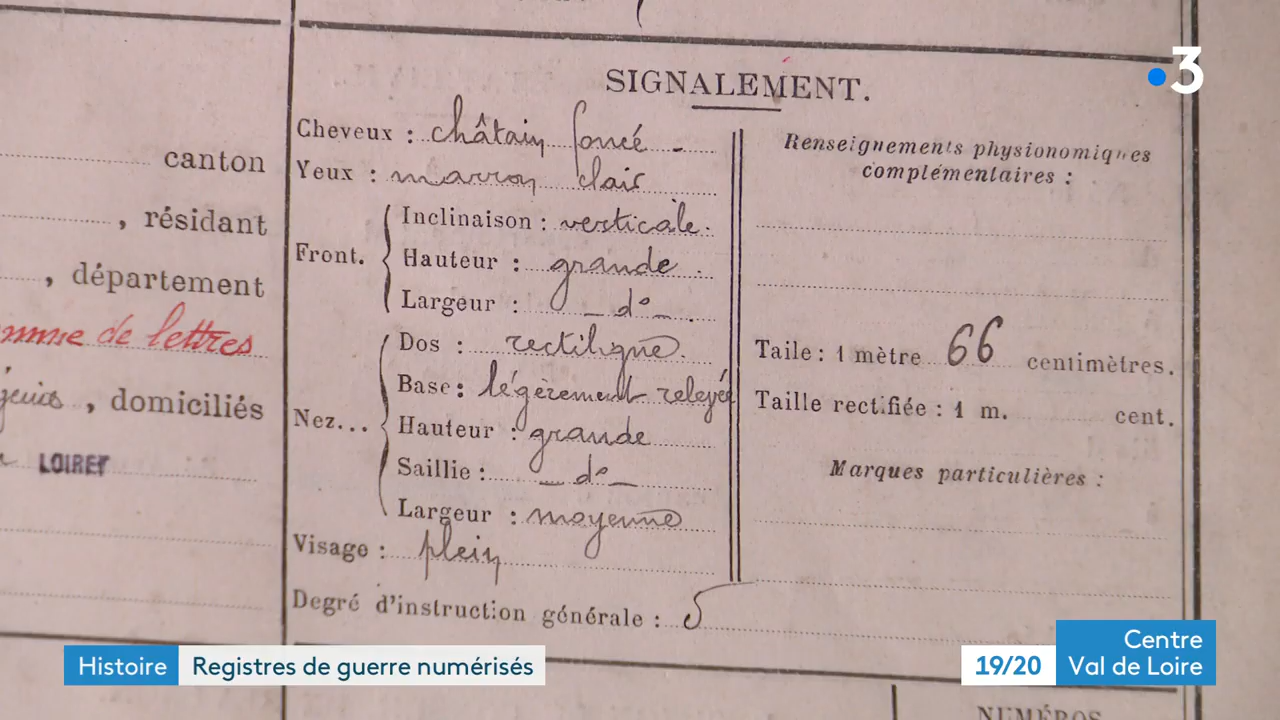 3
SIGNALEMENT.
canton
, résidant
, département
mme de lettres
, domiciliés
LOIRET
Cheveux : châtain foncé -
Yeux : marron clair
Front.
Inclinaison : verticale.
Hauteur : grande.
Largeur : _ d° _.
Nez...
Dos : rectiligne.
Base : légèrement relevée
Hauteur : grande
Saillie : _ d° _
Largeur : moyenne
Visage : plein
Degré d'instruction générale : 5
Renseignements physionomiques
complémentaires :
Taile : 1 mètre 66 centimètres.
Taille rectifiée : 1 m. cent.
Marques particulières :
NUMÉROS
Histoire Registres de guerre numérisés
19/20 Centre
Val de Loire